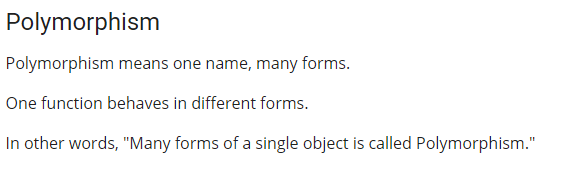 Polymorphism
Polymorphism means one name, many forms.
One function behaves in different forms.
In other words, "Many forms of a single object is called Polymorphism."